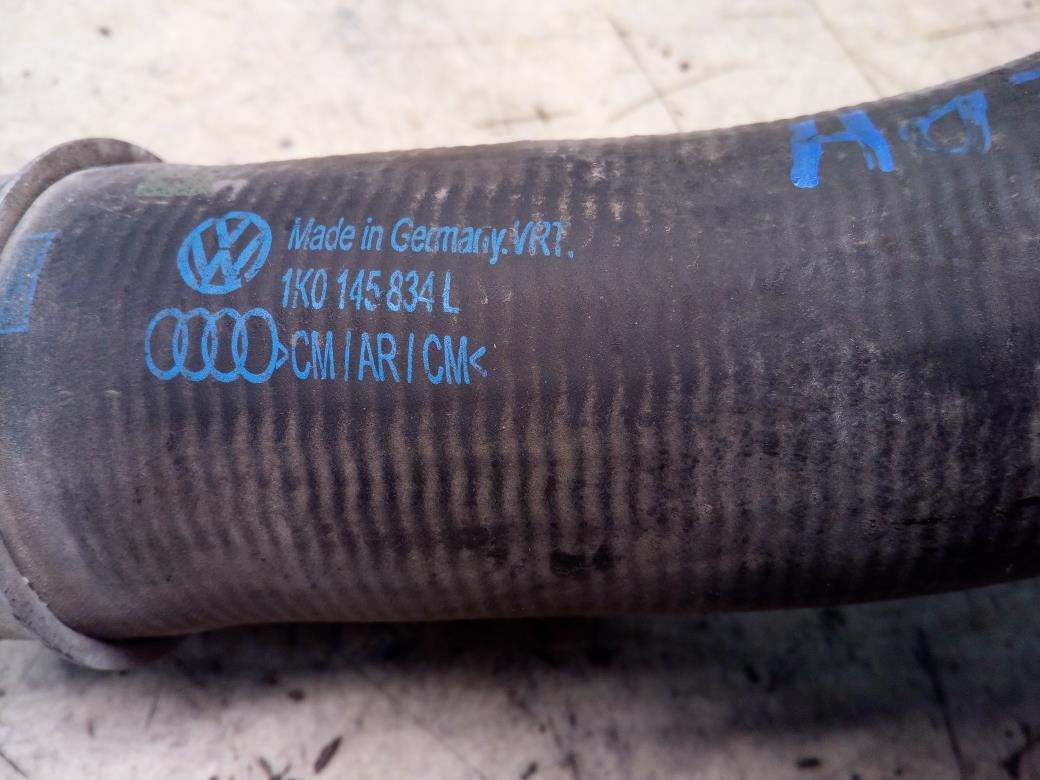 Made in Germany. VRT.
1K0 145 834 L
>CM / AR / CM<